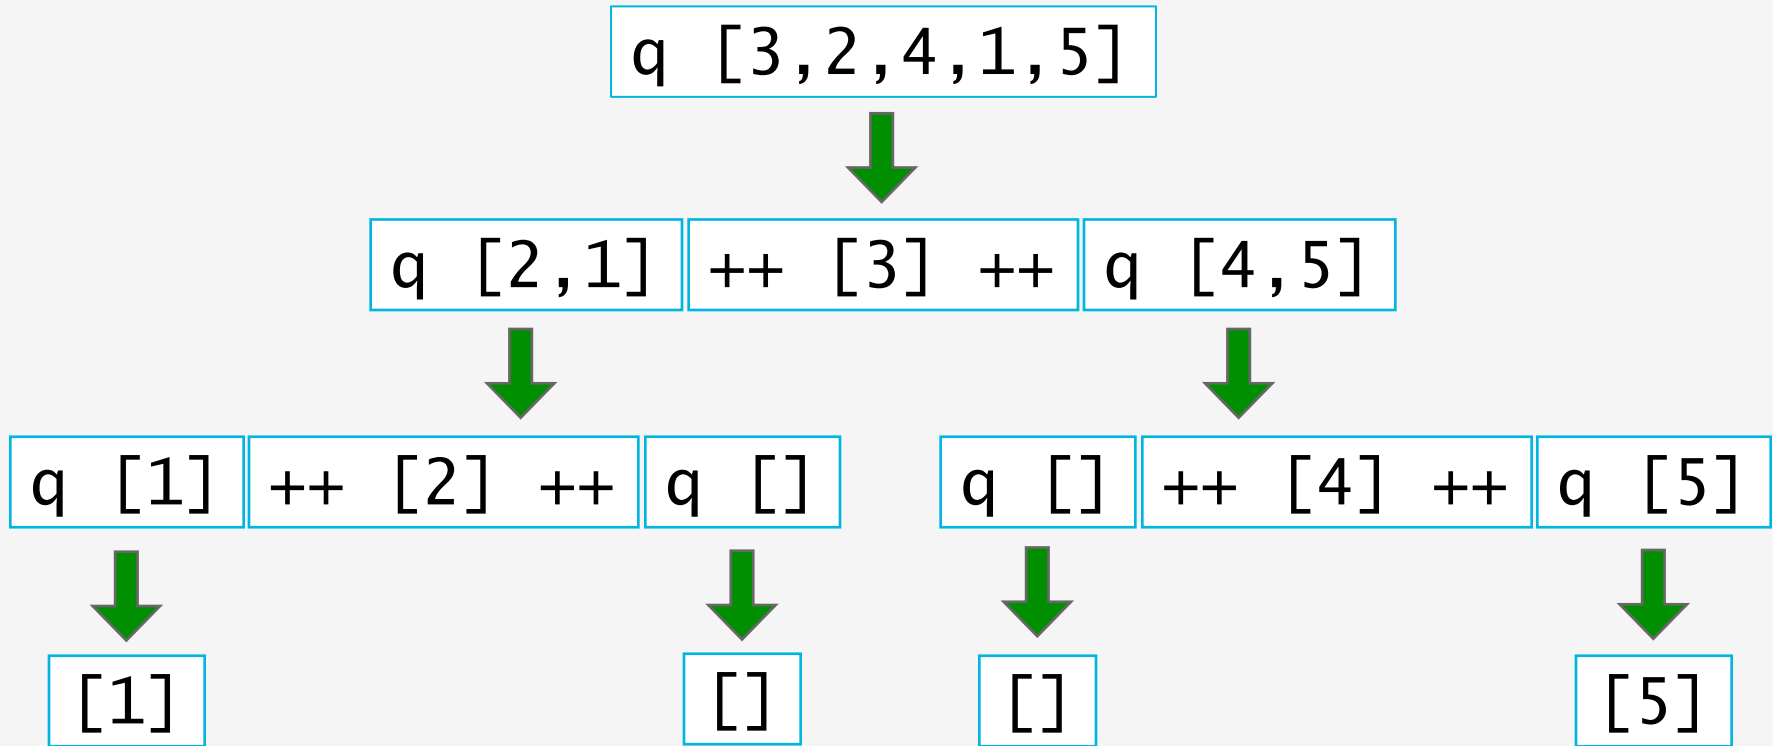 q [3,2,4,1,5]
q [2,1] ++ [3] ++ q [4,5]
q [1] ++ [2] ++ q [] q [] ++ [4] ++ q [5]
[1] [] [] [5]